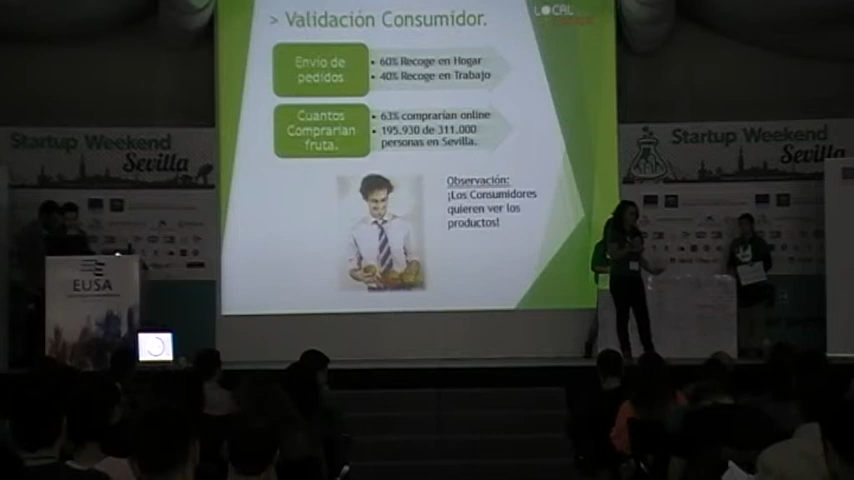 > Validación Consumidor.
LOCAL
Envio de
pedidos
• 60% Recoge en Hogar
• 40% Recoge en Trabajo
Cuantos
Comprarian
fruta.
• 63% comprarían online
• 195.930 de 311.000
personas en Sevilla.
Observación:
¡Los Consumidores
quieren ver los
productos!
Startup Weekend
Sevilla
Startup Weekend
Sevilla
EUSA